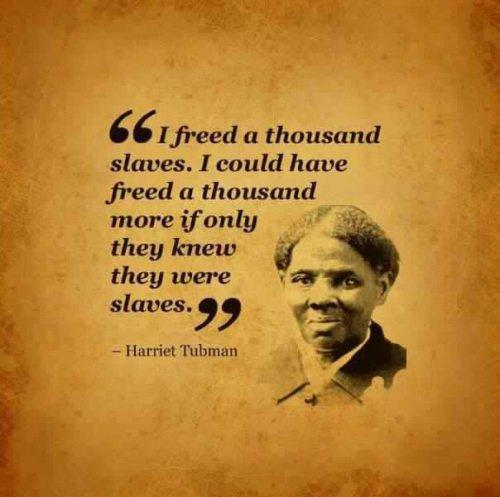 “I freed a thousand
slaves. I could have
freed a thousand
more if only
they knew
they were
slaves.”
– Harriet Tubman